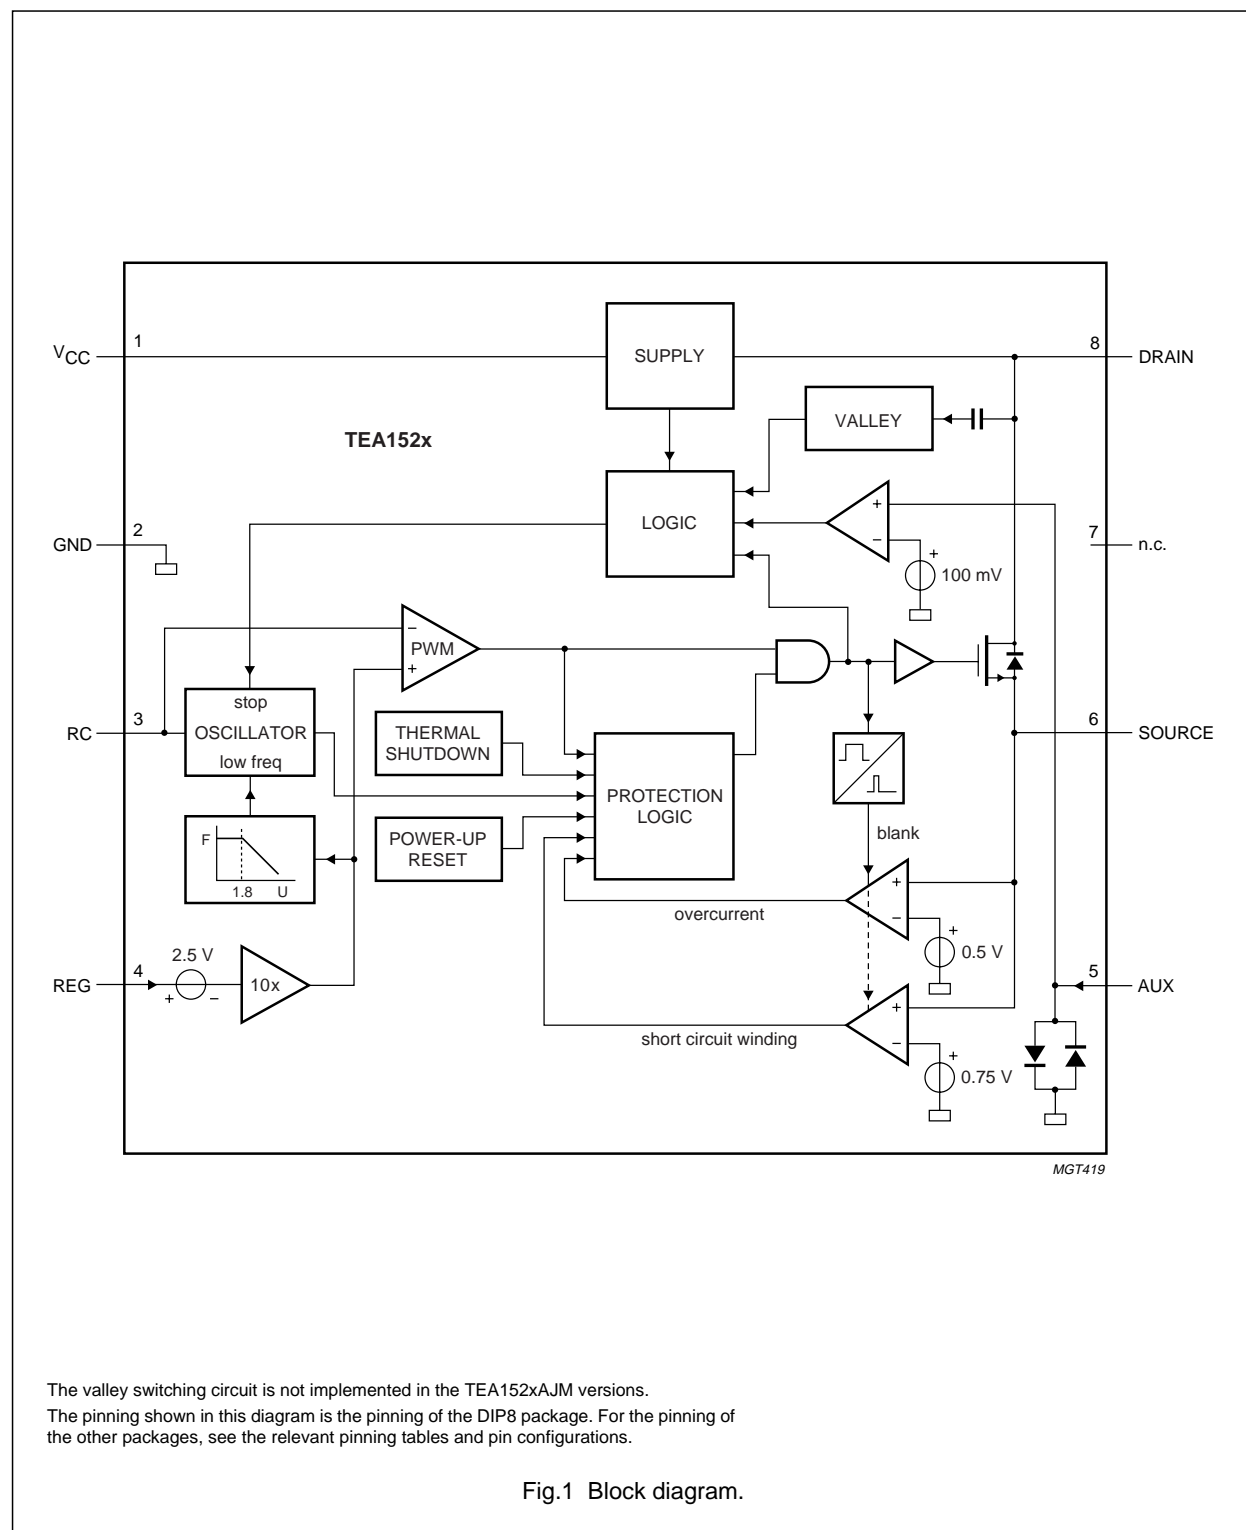 1
VCC
SUPPLY
8
DRAIN
VALLEY
TEA152x
LOGIC
+
−
2
GND
7
n.c.
+
100 mV
−
PWM
+
stop
3
RC
OSCILLATOR
low freq
THERMAL
SHUTDOWN
6
SOURCE
PROTECTION
LOGIC
F
1.8
U
POWER-UP
RESET
blank
+
−
overcurrent
+
0.5 V
2.5 V
4
REG
+
−
10x
5
AUX
+
−
short circuit winding
+
0.75 V
MGT419
The valley switching circuit is not implemented in the TEA152xAJM versions.
The pinning shown in this diagram is the pinning of the DIP8 package. For the pinning of
the other packages, see the relevant pinning tables and pin configurations.
Fig.1 Block diagram.